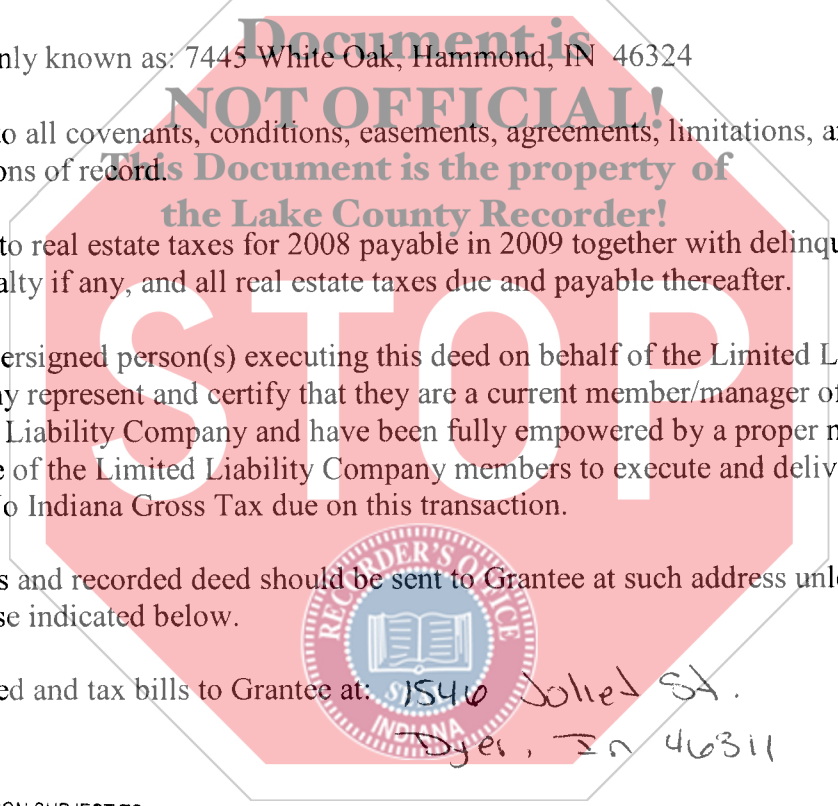 Document is
nly known as: 7445 White Oak, Hammond, IN 46324
NOT OFFICIAL!
o all covenants, conditions, easements, agreements, limitations, a
This Document is the property of
ons of record.
the Lake County Recorder!
to real estate taxes for 2008 payable in 2009 together with delinqu
alty if any, and all real estate taxes due and payable thereafter.
STOP
ersigned person(s) executing this deed on behalf of the Limited L
ny represent and certify that they are a current member/manager of
Liability Company and have been fully empowered by a proper
e of the Limited Liability Company members to execute and deliv
No Indiana Gross Tax due on this transaction.
RECORDER'S OFFICE
s and recorded deed should be sent to Grantee at such address unl
se indicated below.
ed and tax bills to Grantee at: 1546 Joliet St.
INDIANA
Dyer, In 46311